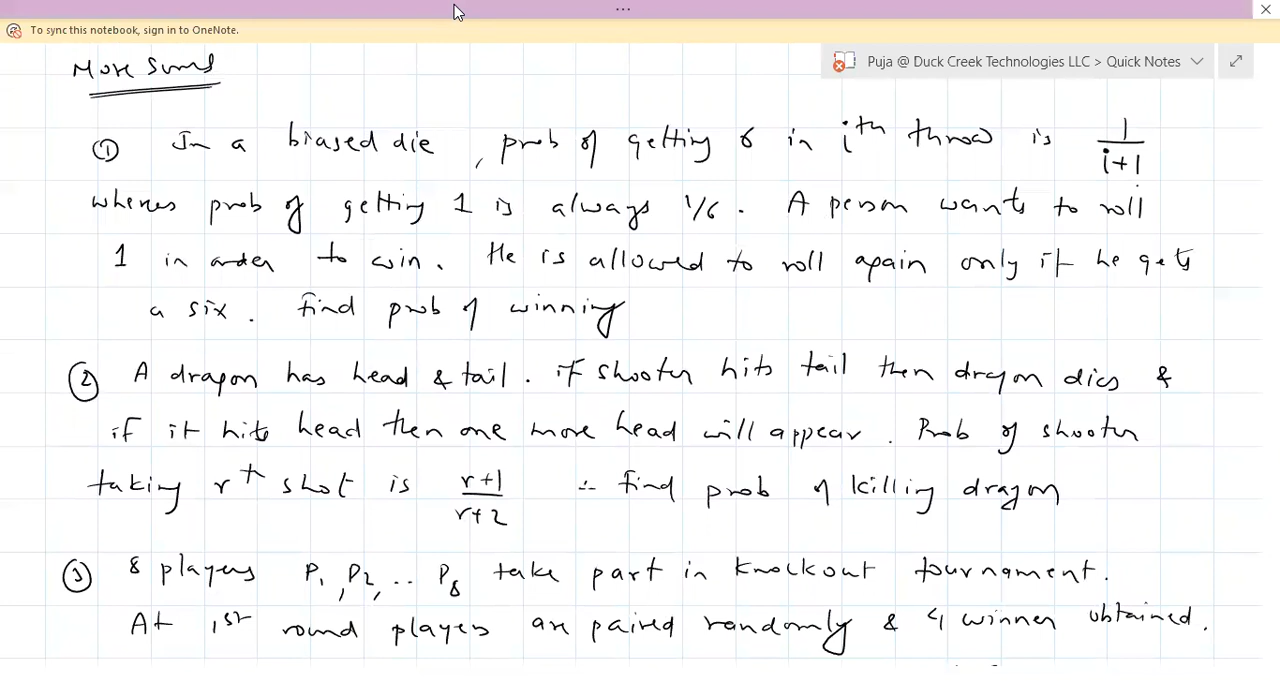 ...
To sync this notebook, sign in to OneNote.
More Sums
Puja @ Duck Creek Technologies LLC > Quick Notes
① In a biased die, prob of getting 6 in iᵗʰ throw is 1/(i+1)
wheres prob of getting 1 is always 1/6. A person wants to roll
1 in order to win. He is allowed to roll again only if he gets
a six. Find prob of winning
② A dragon has head & tail. if shooter hits tail then dragon dies &
if it hits head then one more head will appear. Prob of shooter
taking rᵗʰ shot is (r+1)/(r+2) ∴ find prob of killing dragon
③ 8 players P₁, P₂, .. P₈ take part in knockout tournament.
At 1ˢᵗ round players are paired randomly & 4 winner obtained.